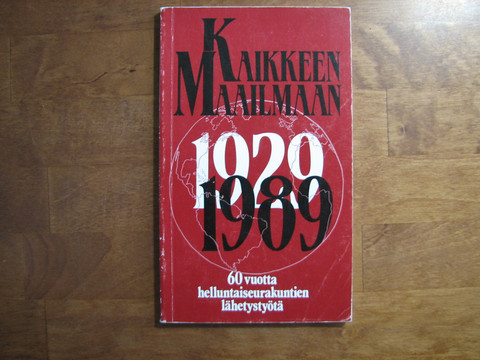 KAIKKEEN
MAAILMAAN
1929
1989
60 vuotta
helluntaiseurakuntien
lähetystyötä